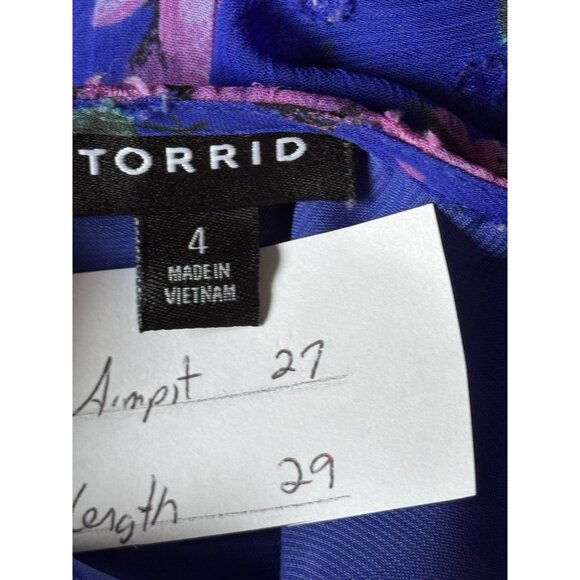 TORRID
4
MADE IN
VIETNAM
Armpit 27
Length 29